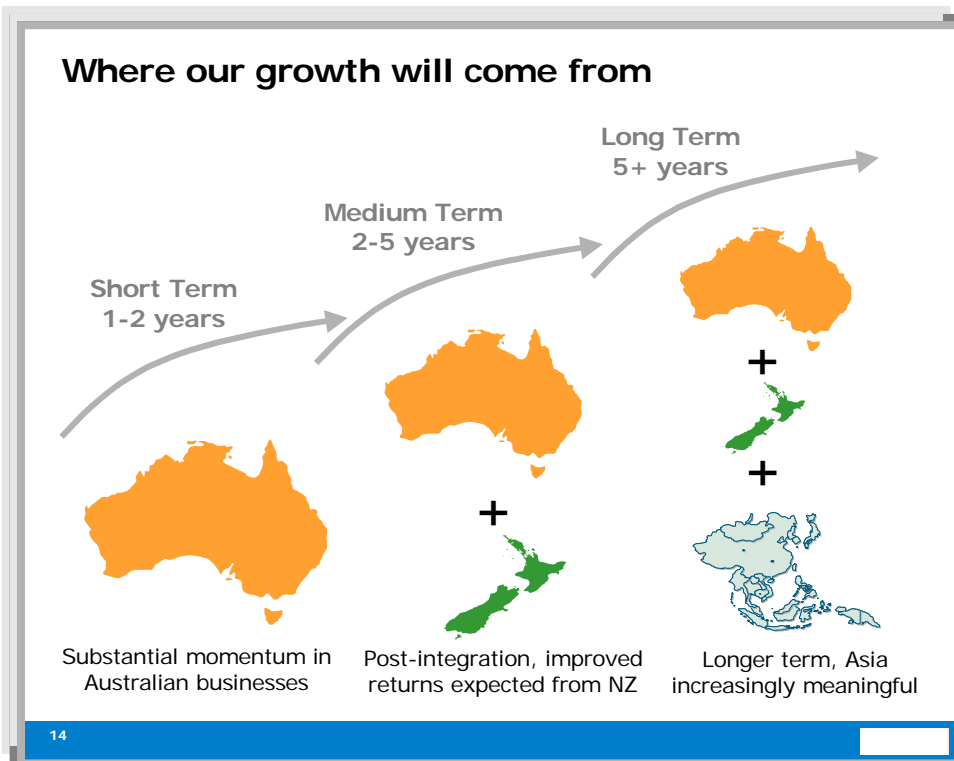 Where our growth will come from
Short Term
1-2 years
Medium Term
2-5 years
Long Term
5+ years
+
+
+
Substantial momentum in
Australian businesses
Post-integration, improved
returns expected from NZ
Longer term, Asia
increasingly meaningful
14